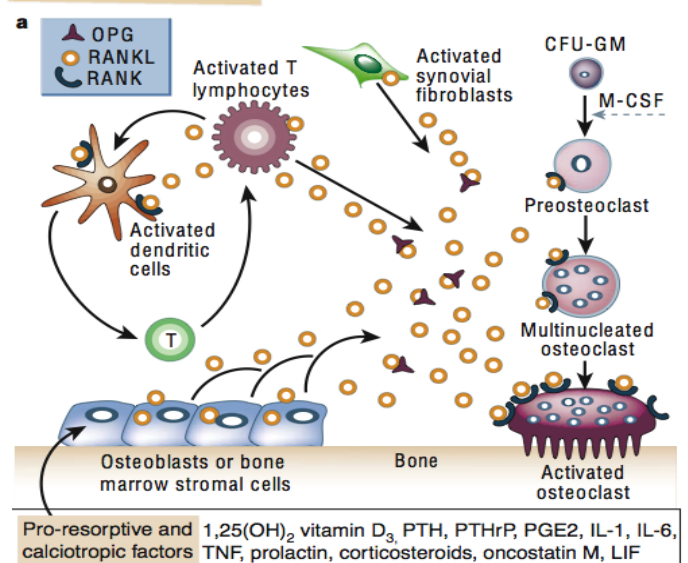 a
OPG
RANKL
RANK
Activated T
lymphocytes
Activated
synovial
fibroblasts
CFU-GM
M-CSF
Preosteoclast
Activated
dendritic
cells
T
Multinucleated
osteoclast
Osteoblasts or bone
marrow stromal cells
Bone
Activated
osteoclast
Pro-resorptive and
calciotropic factors
1,25(OH)2 vitamin D3, PTH, PTHrP, PGE2, IL-1, IL-6,
TNF, prolactin, corticosteroids, oncostatin M, LIF